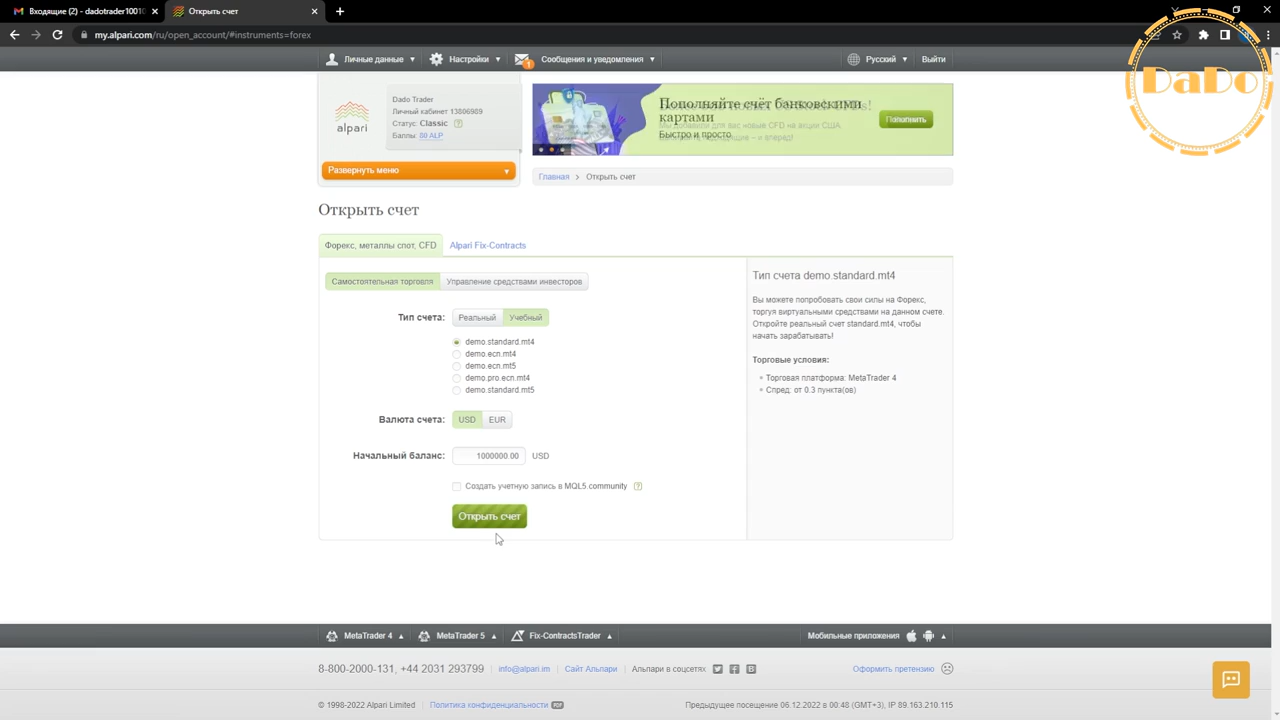 Входящие (2) - dadotrader1001
Открыть счет
my.alpari.com/ru/open_account/#instruments=forex
Личные данные
Настройки
1
Сообщения и уведомления
Русский
Выйти
DaDo
alpari
Dado Trader
Личный кабинет 13806989
Статус: Classic
Баллы: 80 ALP
Пополняйте счёт банковскими картами
Быстро и просто
Пополнить
Развернуть меню
Главная > Открыть счет
Открыть счет
Форекс, металлы спот, CFD
Alpari Fix-Contracts
Самостоятельная торговля
Управление средствами инвесторов
Тип счета: Реальный Учебный
demo.standard.mt4
demo.ecn.mt4
demo.ecn.mt5
demo.pro.ecn.mt4
demo.standard.mt5
Валюта счета: USD EUR
Начальный баланс: 1000000.00 USD
Создать учетную запись в MQL5.community
Открыть счет
Тип счета demo.standard.mt4
Вы можете попробовать свои силы на Форекс,
торгуя виртуальными средствами на данном счете.
Откройте реальный счет standard.mt4, чтобы
начать зарабатывать!
Торговые условия:
Торговая платформа: MetaTrader 4
Спред: от 0.3 пункта(ов)
MetaTrader 4
MetaTrader 5
Fix-ContractsTrader
Мобильные приложения
8-800-2000-131, +44 2031 293799
info@alpari.im
Сайт Альпари
Альпари в соцсетях
Оформить претензию
© 1998-2022 Alpari Limited
Политика конфиденциальности PDF
Предыдущее посещение 06.12.2022 в 00:48 (GMT+3), IP 89.163.210.115